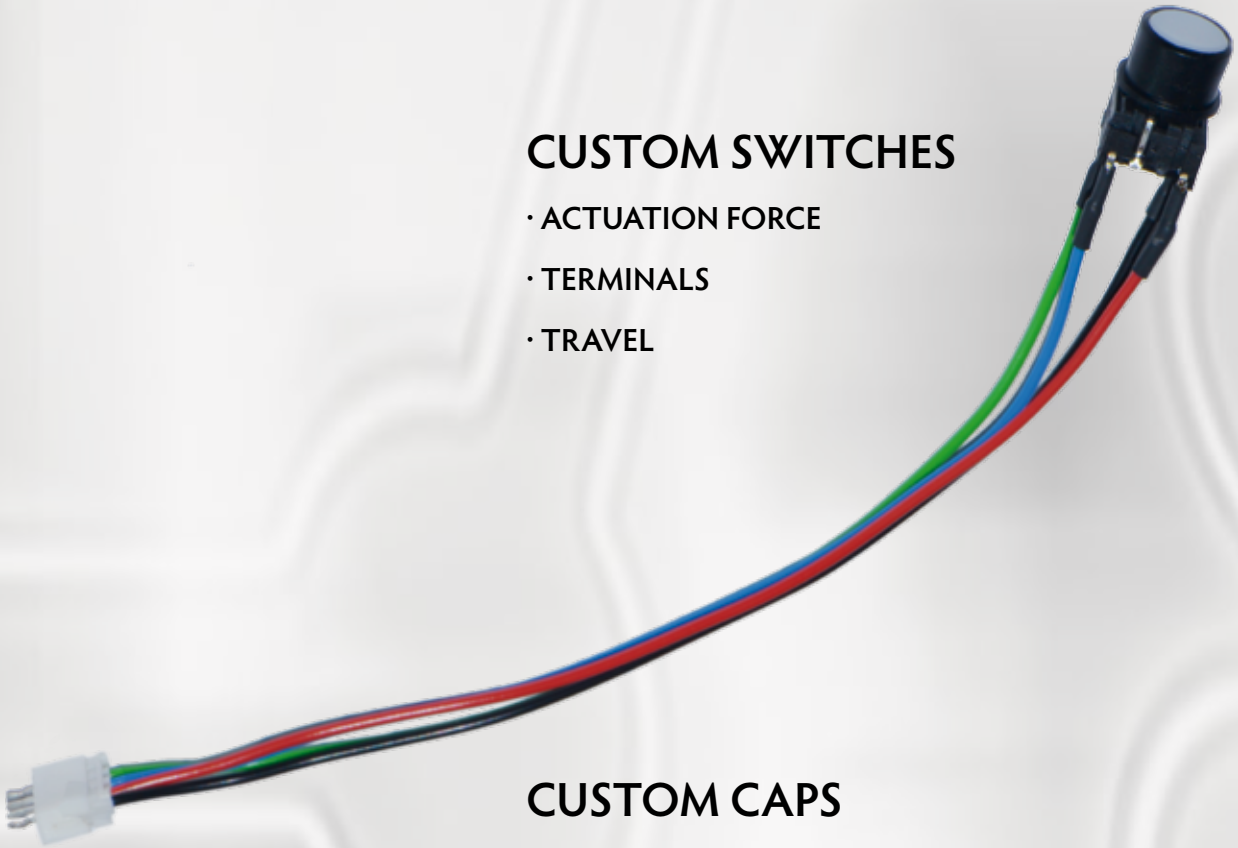 CUSTOM SWITCHES
· ACTUATION FORCE
· TERMINALS
· TRAVEL
CUSTOM CAPS